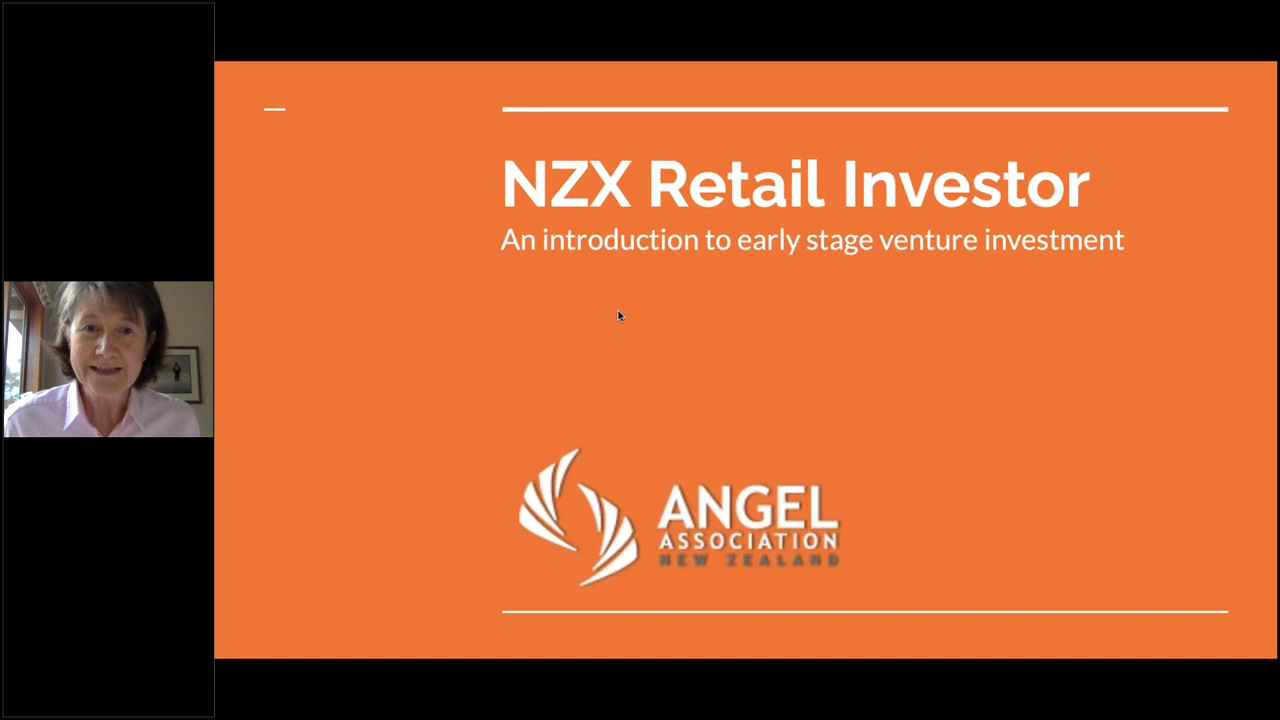 NZX Retail Investor
An introduction to early stage venture investment
ANGEL
ASSOCIATION
NEW ZEALAND